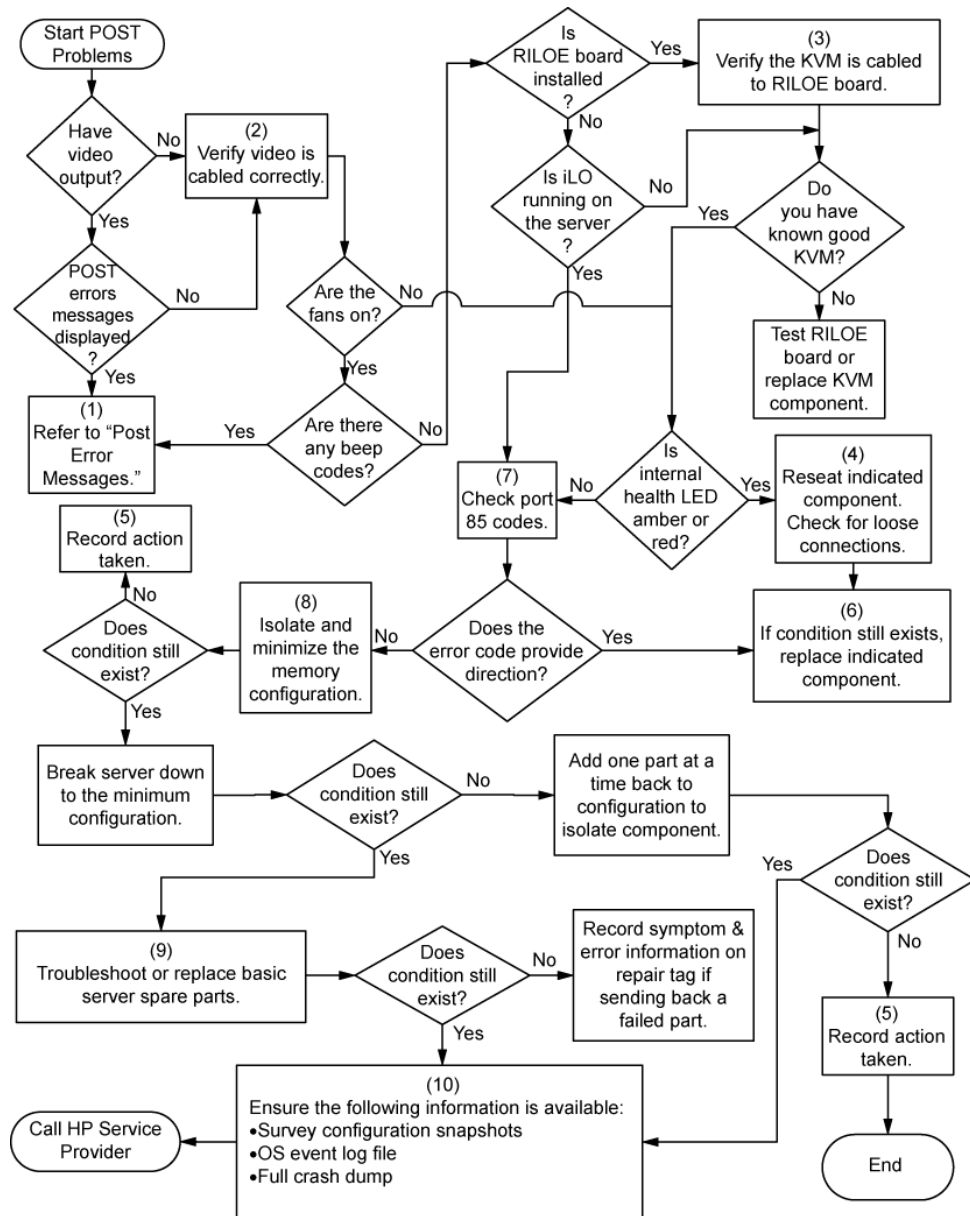 Start POST
Problems
Have
video
output?
No
Yes
(2)
Verify video is
cabled correctly.
POST
errors
messages
displayed
?
No
Yes
(1)
Refer to “Post
Error
Messages.”
Are the
fans on?
No
Yes
Are there
any beep
codes?
Yes
No
Is
RILOE board
installed
?
Yes
No
(3)
Verify the KVM is cabled
to RILOE board.
Is iLO
running on
the server
?
No
Yes
Do
you have
known good
KVM?
Yes
No
Test RILOE
board or
replace KVM
component.
Is
internal
health LED
amber or
red?
No
Yes
(4)
Reseat indicated
component.
Check for loose
connections.
(7)
Check port
85 codes.
(5)
Record action
taken.
No
Does
condition still
exist?
Yes
(8)
Isolate and
minimize the
memory
configuration.
No
Does the
error code provide
direction?
Yes
(6)
If condition still exists,
replace indicated
component.
Break server down
to the minimum
configuration.
Does
condition still
exist?
No
Yes
Add one part at a
time back to
configuration to
isolate component.
Yes
Does
condition still
exist?
No
(9)
Troubleshoot or replace basic
server spare parts.
Does
condition still
exist?
No
Yes
Record symptom &
error information on
repair tag if
sending back a
failed part.
(5)
Record action
taken.
(10)
Ensure the following information is available:
•Survey configuration snapshots
•OS event log file
•Full crash dump
Call HP Service
Provider
End